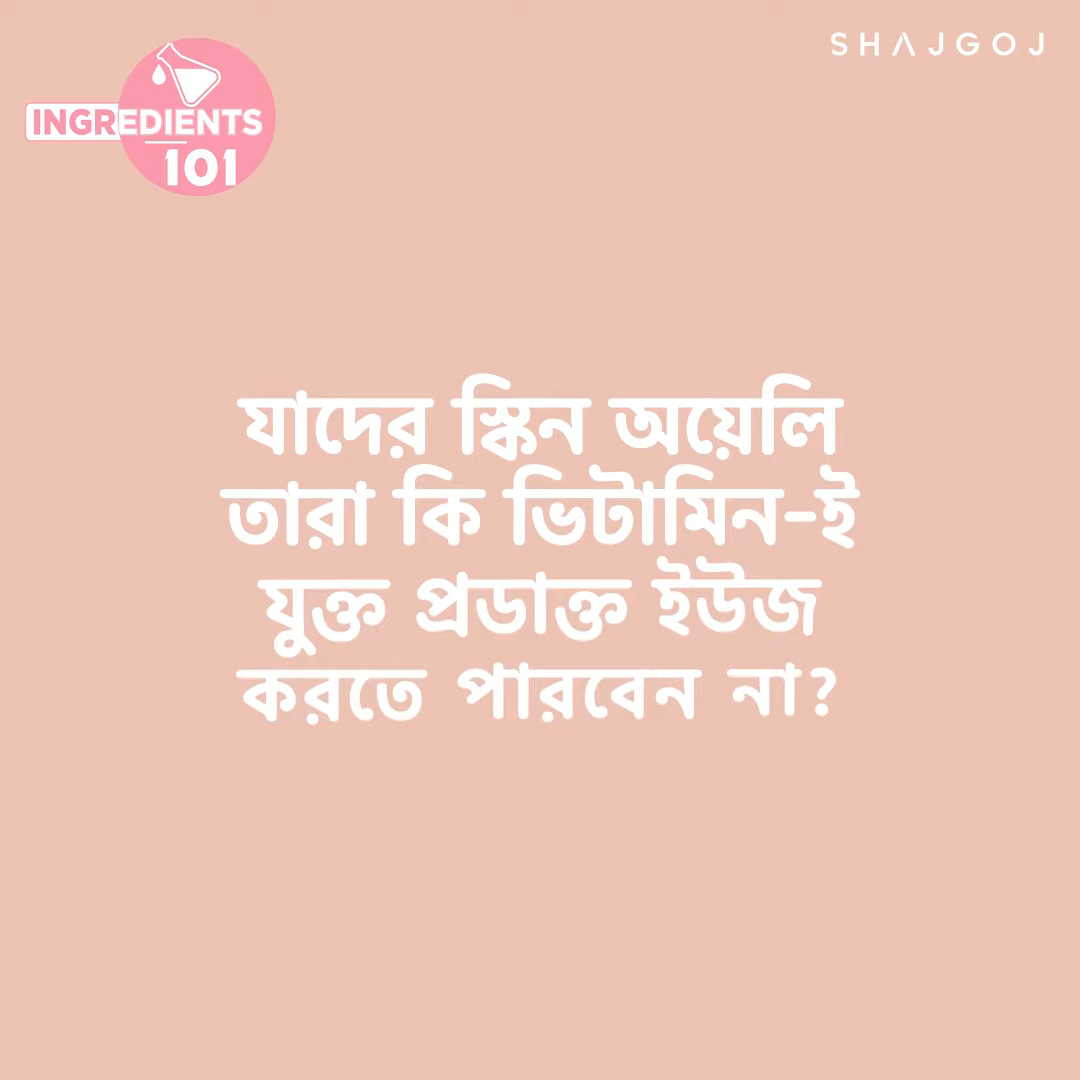 SHAJGOJ
INGREDIENTS
101
যাদের স্কিন অয়েলি
তারা কি ভিটামিন-ই
যুক্ত প্রডাক্ত ইউজ
করতে পারবেন না?